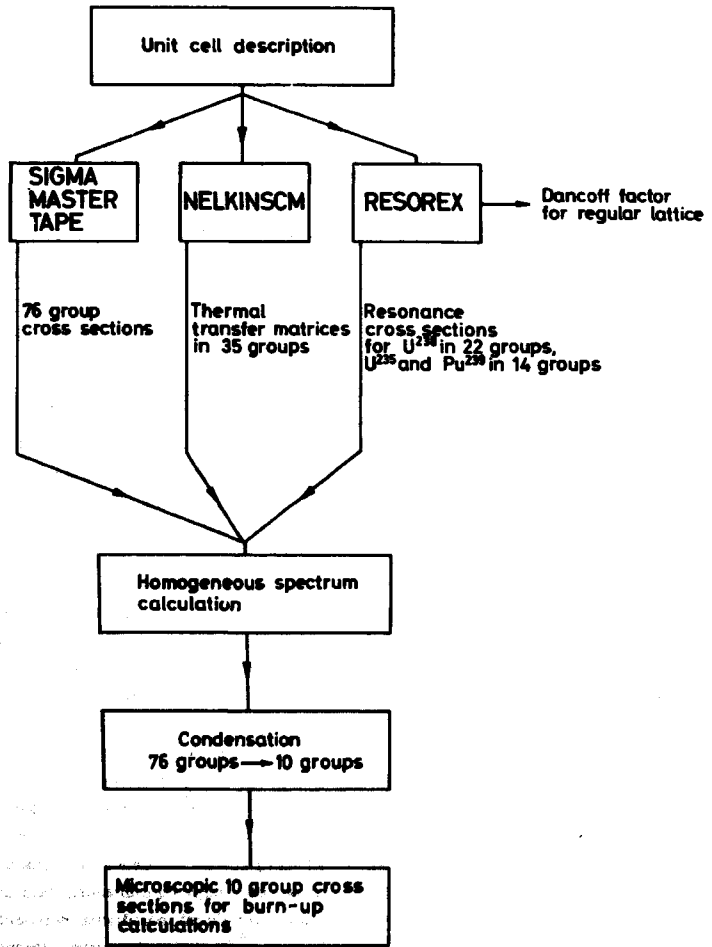 Unit cell description
SIGMA
MASTER
TAPE
NELKINSCM
RESOREX
Dancoff factor
for regular lattice
76 group
cross sections
Thermal
transfer matrices
in 35 groups
Resonance
cross sections
for U²³⁸ in 22 groups,
U²³⁵ and Pu²³⁹ in 14 groups
Homogeneous spectrum
calculation
Condensation
76 groups → 10 groups
Microscopic 10 group cross
sections for burn-up
calculations